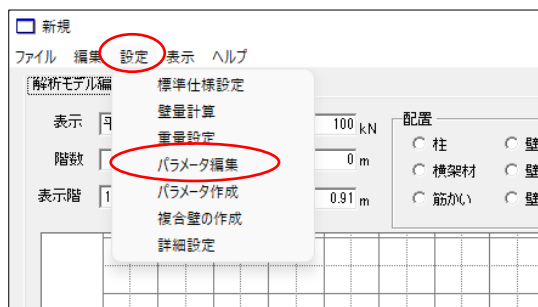 新規
ファイル 編集 設定 表示 ヘルプ
解析モデル編
標準仕様設定
壁量計算
重量設定
パラメータ編集
パラメータ作成
複合壁の作成
詳細設定
表示 平
階数
表示階 1
100 kN
0 m
0.91 m
配置
柱 壁
横架材 壁
筋かい 壁